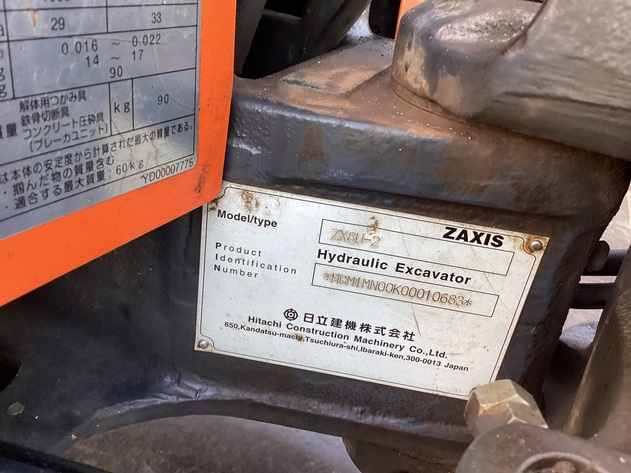 29 33
0.016 ～ 0.022
14 ～ 17
90
解体用つかみ具
鉄骨切断具
コンクリート圧砕具
(ブレーカユニット)
kg 90
は本体の安定度から計算された最大の質量である。
掴んだ物の質量含む
適合する最大質量:60kg
YD00007775
Model/type ZX8U-2 ZAXIS
Hydraulic Excavator
Product
Identification
Number
*HCM1MN00K00010683*
日立建機株式会社
Hitachi Construction Machinery Co.,Ltd.
650,Kandatsu-machi,Tsuchiura-shi,Ibaraki-ken,300-0013 Japan